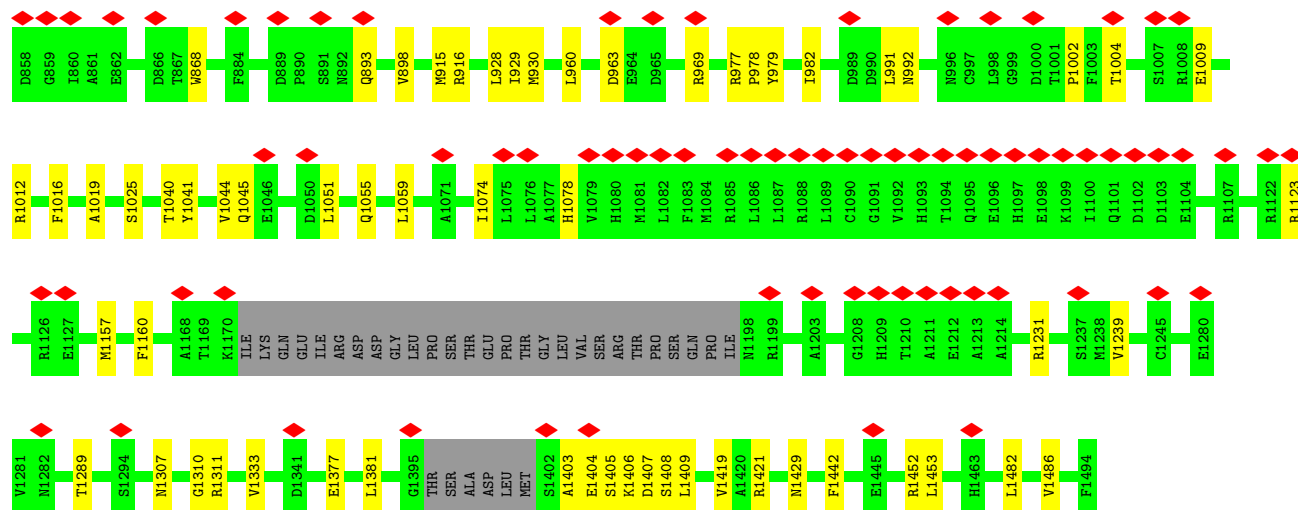 D858 G859 I860 A861 E862 D866 T867 W868 F884 D889 P890 S891 N892 Q893 V898 M915 R916 L928 I929 M930 L960 D963 E964 D965 R969 R977 P978 Y979 I982 D989 D990 L991 N992 N996 C997 L998 G999 D1000 T1001 P1002 F1003 T1004 S1007 R1008 E1009
R1012 F1016 A1019 S1025 T1040 Y1041 V1044 Q1045 E1046 D1050 L1051 Q1055 L1059 A1071 I1074 L1075 L1076 A1077 H1078 V1079 H1080 M1081 L1082 F1083 M1084 R1085 L1086 L1087 R1088 L1089 C1090 G1091 V1092 H1093 T1094 Q1095 E1096 H1097 E1098 K1099 I1100 Q1101 D1102 D1103 E1104 R1107 R1122 R1123
R1126 E1127 M1157 F1160 A1168 T1169 K1170 ILE LYS GLN GLU ILE ARG ASP ASP GLY LEU PRO SER THR GLU PRO THR GLY LEU VAL SER ARG THR PRO SER GLN PRO ILE N1198 R1199 A1203 G1208 H1209 T1210 A1211 E1212 A1213 A1214 R1231 S1237 M1238 V1239 C1245 E1280
V1281 N1282 T1289 S1294 N1307 G1310 R1311 V1333 D1341 E1377 L1381 G1395 THR SER ALA ASP LEU MET S1402 A1403 E1404 S1405 K1406 D1407 S1408 L1409 V1419 A1420 R1421 N1429 F1442 E1445 R1452 L1453 H1463 L1482 V1486 F1494